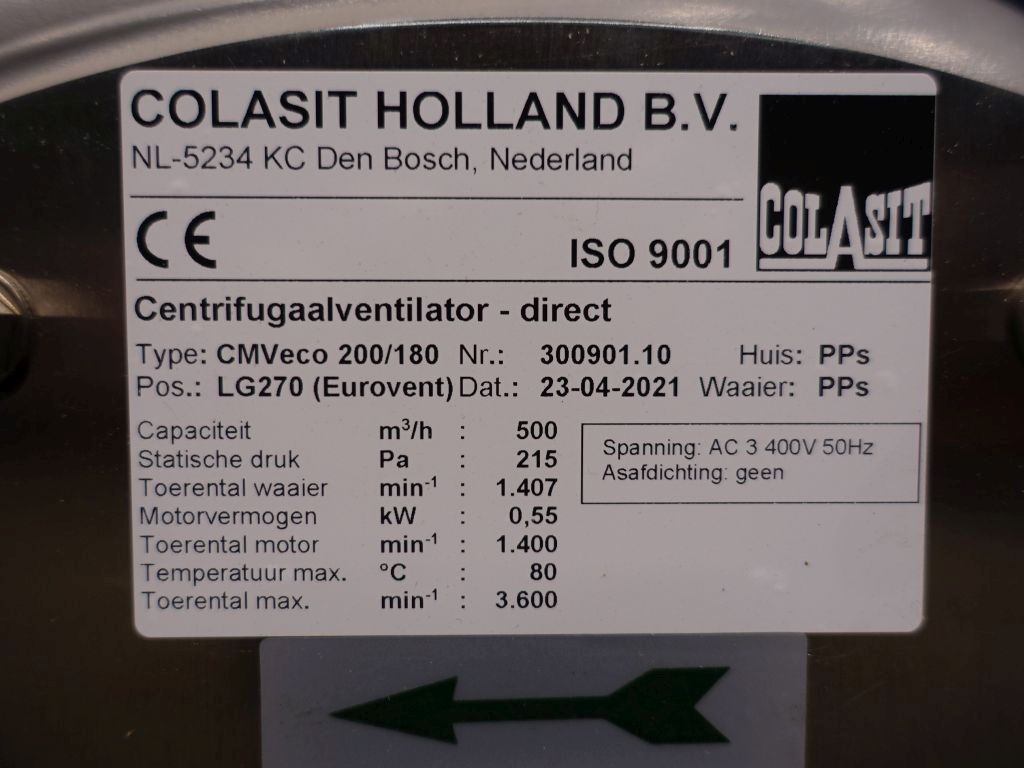 COLASIT HOLLAND B.V.
NL-5234 KC Den Bosch, Nederland
COLASIT
CE ISO 9001
Centrifugaalventilator - direct
Type: CMVeco 200/180 Nr.: 300901.10 Huis: PPs
Pos.: LG270 (Eurovent) Dat.: 23-04-2021 Waaier: PPs
Capaciteit m³/h : 500
Statische druk Pa : 215
Toerental waaier min⁻¹ : 1.407
Motorvermogen kW : 0,55
Toerental motor min⁻¹ : 1.400
Temperatuur max. °C : 80
Toerental max. min⁻¹ : 3.600
Spanning: AC 3 400V 50Hz
Asafdichting: geen